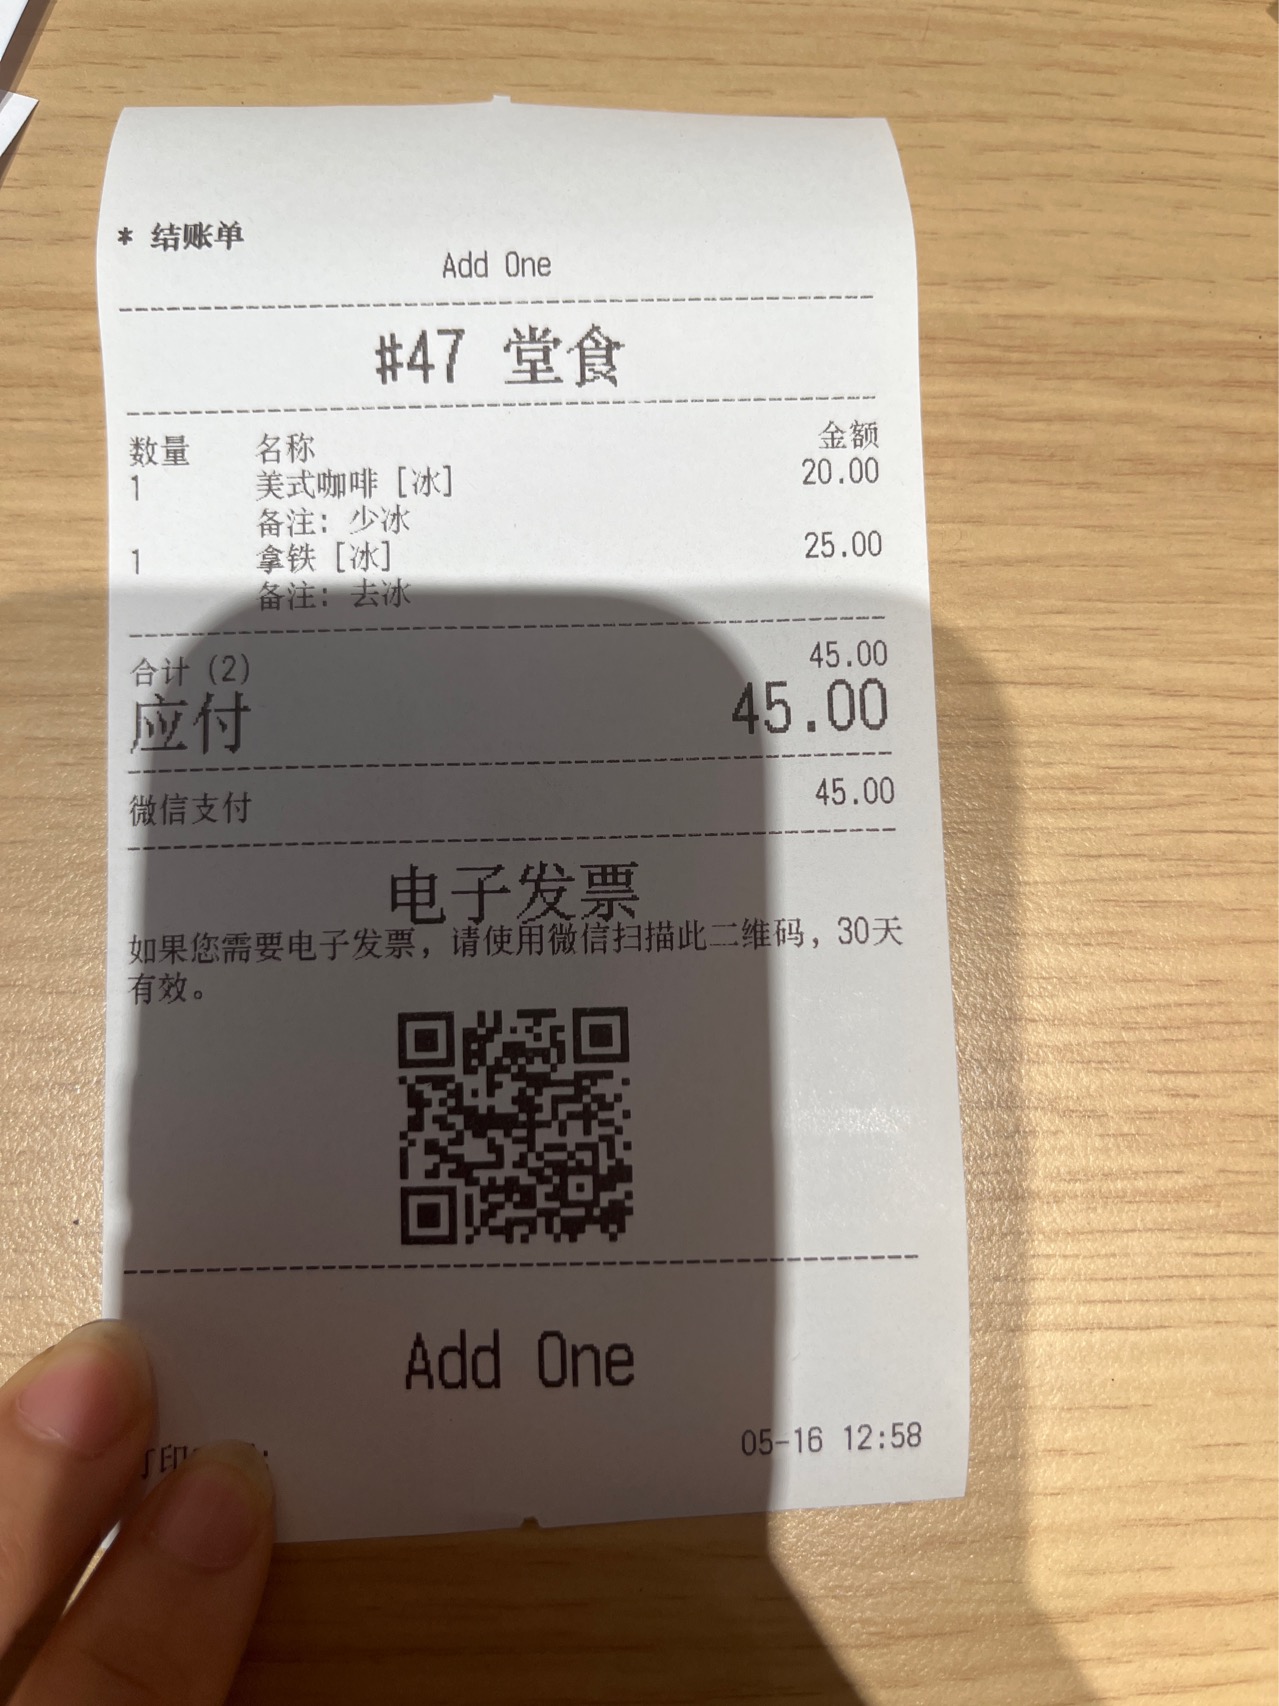 * 结账单
Add One
#47 堂食
数量 名称 金额
1 美式咖啡 [冰] 20.00
备注: 少冰
1 拿铁 [冰] 25.00
备注: 去冰
合计 (2) 45.00
应付 45.00
微信支付 45.00
电子发票
如果您需要电子发票，请使用微信扫描此二维码，30天
有效。
Add One
05-16 12:58